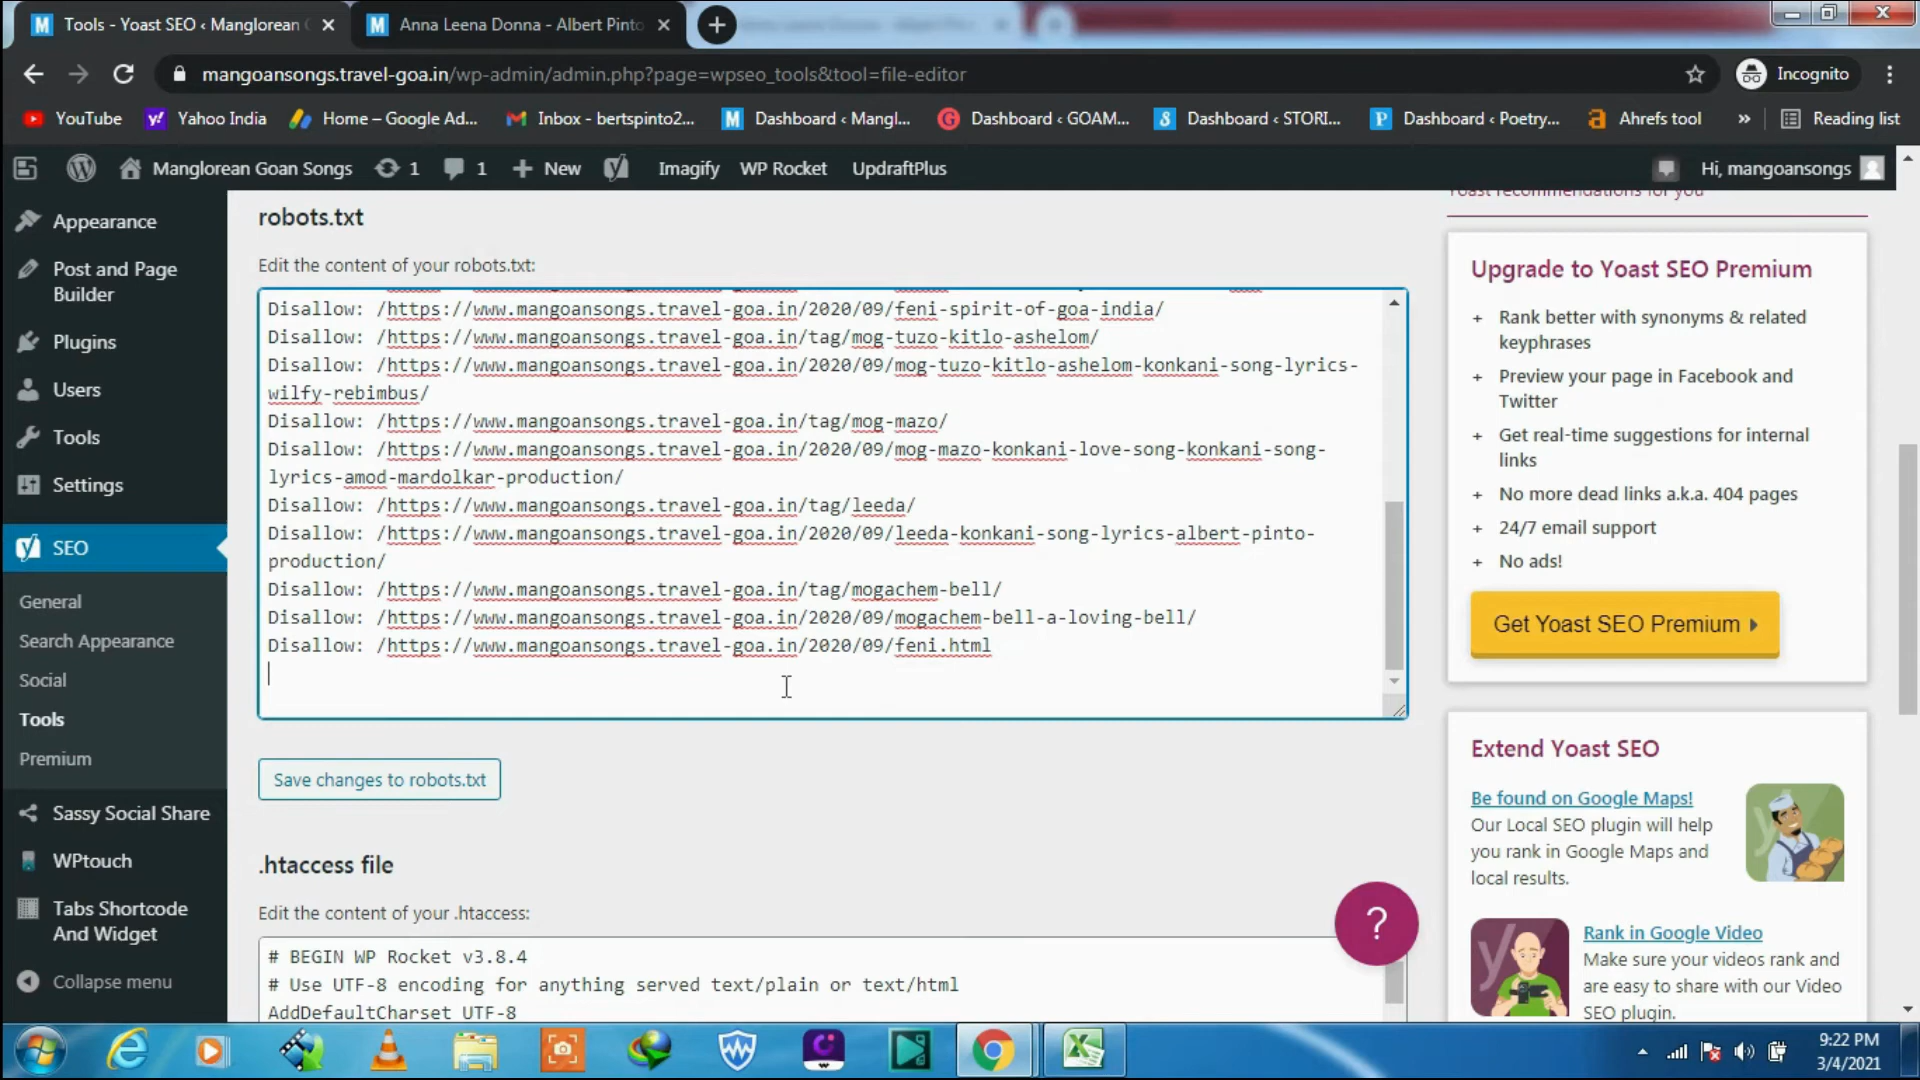 Tools - Yoast SEO ‹ Manglorean
Anna Leena Donna - Albert Pinto
mangoansongs.travel-goa.in/wp-admin/admin.php?page=wpseo_tools&tool=file-editor
Incognito
YouTube
Yahoo India
Home – Google Ad...
Inbox - bertspinto2...
Dashboard ‹ Mangl...
Dashboard ‹ GOAM...
Dashboard ‹ STORI...
Dashboard ‹ Poetry...
Ahrefs tool
»
Reading list
Manglorean Goan Songs
1
1
New
Imagify
WP Rocket
UpdraftPlus
Hi, mangoansongs
Appearance
Post and Page
Builder
Plugins
Users
Tools
Settings
SEO
General
Search Appearance
Social
Tools
Premium
Sassy Social Share
WPtouch
Tabs Shortcode
And Widget
Collapse menu
robots.txt
Edit the content of your robots.txt:
Disallow: /https://www.mangoansongs.travel-goa.in/2020/09/feni-spirit-of-goa-india/
Disallow: /https://www.mangoansongs.travel-goa.in/tag/mog-tuzo-kitlo-ashelom/
Disallow: /https://www.mangoansongs.travel-goa.in/2020/09/mog-tuzo-kitlo-ashelom-konkani-song-lyrics-
wilfy-rebimbus/
Disallow: /https://www.mangoansongs.travel-goa.in/tag/mog-mazo/
Disallow: /https://www.mangoansongs.travel-goa.in/2020/09/mog-mazo-konkani-love-song-konkani-song-
lyrics-amod-mardolkar-production/
Disallow: /https://www.mangoansongs.travel-goa.in/tag/leeda/
Disallow: /https://www.mangoansongs.travel-goa.in/2020/09/leeda-konkani-song-lyrics-albert-pinto-
production/
Disallow: /https://www.mangoansongs.travel-goa.in/tag/mogachem-bell/
Disallow: /https://www.mangoansongs.travel-goa.in/2020/09/mogachem-bell-a-loving-bell/
Disallow: /https://www.mangoansongs.travel-goa.in/2020/09/feni.html
Save changes to robots.txt
.htaccess file
Edit the content of your .htaccess:
# BEGIN WP Rocket v3.8.4
# Use UTF-8 encoding for anything served text/plain or text/html
AddDefaultCharset UTF-8
Yoast recommendations for you
Upgrade to Yoast SEO Premium
+ Rank better with synonyms & related
keyphrases
+ Preview your page in Facebook and
Twitter
+ Get real-time suggestions for internal
links
+ No more dead links a.k.a. 404 pages
+ 24/7 email support
+ No ads!
Get Yoast SEO Premium
Extend Yoast SEO
Be found on Google Maps!
Our Local SEO plugin will help
you rank in Google Maps and
local results.
Rank in Google Video
Make sure your videos rank and
are easy to share with our Video
SEO plugin.
?
9:22 PM
3/4/2021